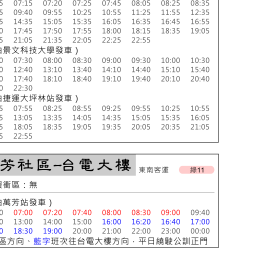 5 07:15 07:20 07:25 07:45 08:05 08:25 08:35
5 09:40 09:55 10:25 10:55 11:25 11:55 12:35
5 14:35 15:05 15:35 16:05 16:35 16:45 16:55
0 17:45 17:50 17:55 18:00 18:15 18:35 19:05
5 21:05 21:35 22:05 22:25 22:55
由景文科技大學發車）
0 07:30 08:00 08:30 09:00 09:30 10:00 10:30
0 12:40 13:10 13:40 14:10 14:40 15:10 15:40
0 17:40 18:10 18:40 19:10 19:40 20:10 20:40
0 22:30
由捷運大坪林站發車）
5 07:55 08:25 08:55 09:25 09:55 10:25 10:55
5 13:05 13:35 14:05 14:35 15:05 15:35 16:05
5 18:05 18:35 19:05 19:35 20:05 20:35 21:05
5 22:55
芳社區－台電大樓 東南客運 綠11
衝區：無
由萬芳站發車）
0 07:00 07:20 07:40 08:00 08:30 09:00 09:40
0 13:00 14:00 15:00 16:00 16:20 16:40 17:00
0 18:30 19:00 20:00 21:00 22:00 23:00 00:00
區方向、藍字班次往台電大樓方向，平日繞駛公訓正門